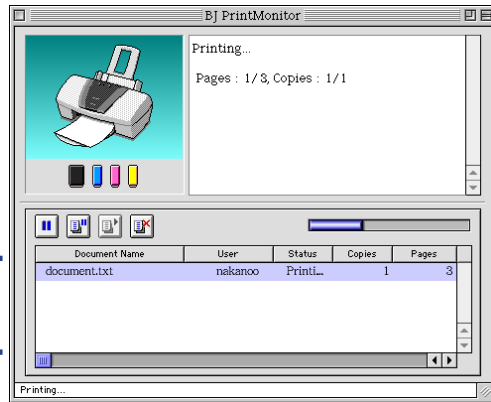 BJ PrintMonitor
Printing...
Pages : 1/3, Copies : 1/1
Document Name User Status Copies Pages
document.txt nakanoo Printi... 1 3
Printing...